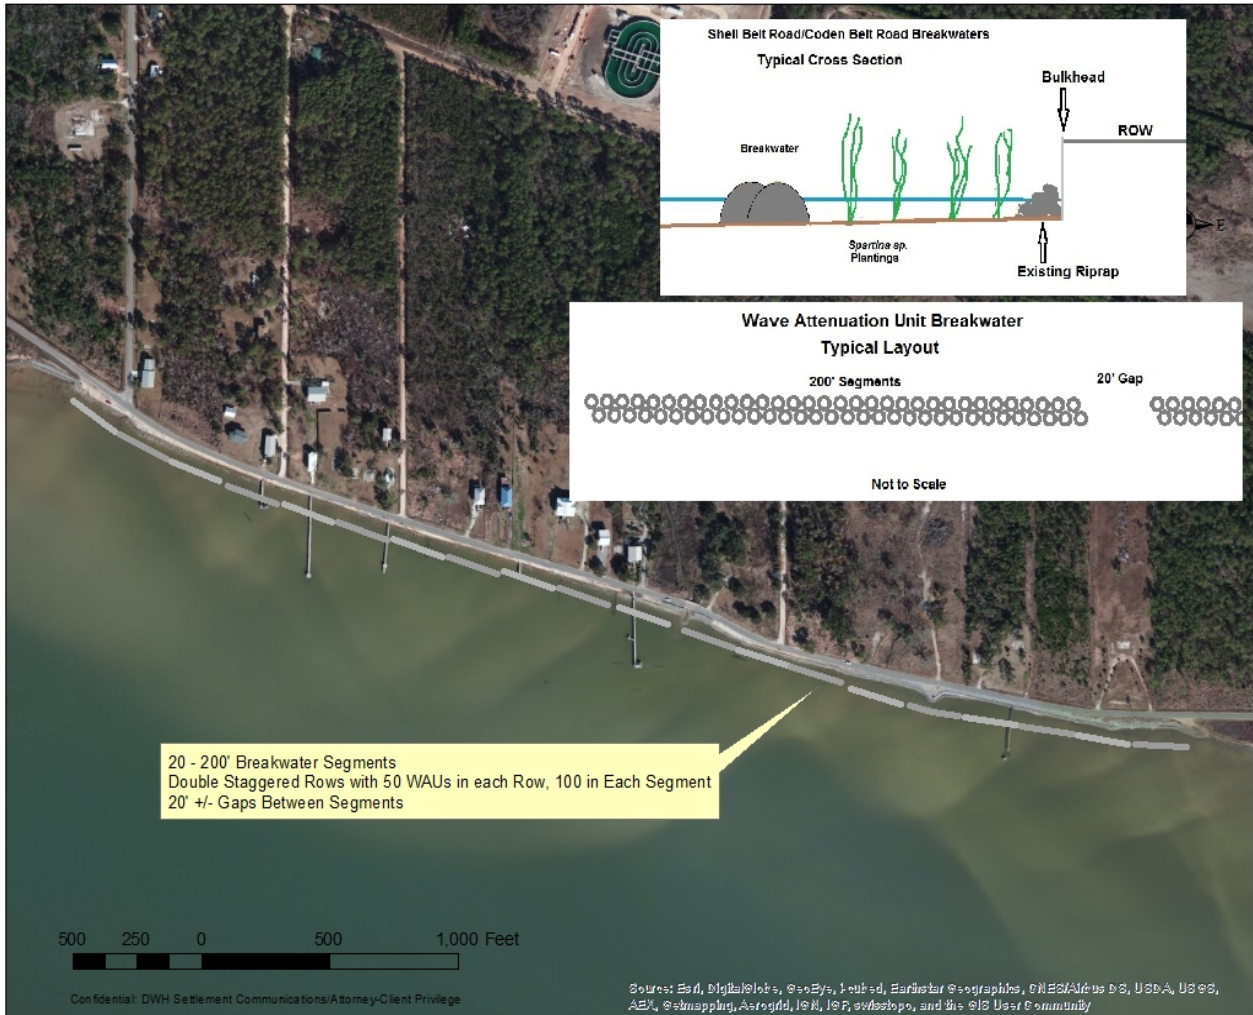 Shell Belt Road/Coden Belt Road Breakwaters
Typical Cross Section
Bulkhead
ROW
Breakwater
E
Spartina sp.
Plantings
Existing Riprap
Wave Attenuation Unit Breakwater
Typical Layout
200' Segments
20' Gap
Not to Scale
20 - 200' Breakwater Segments
Double Staggered Rows with 50 WAUs in each Row, 100 in Each Segment
20' +/- Gaps Between Segments
500 250 0 500 1,000 Feet
Confidential: DWH Settlement Communications/Attorney-Client Privilege
Source: Esri, DigitalGlobe, GeoEye, i-cubed, Earthstar Geographics, CNES/Airbus DS, USDA, USGS,
AEX, Getmapping, Aerogrid, IGN, IGP, swisstopo, and the GIS User Community